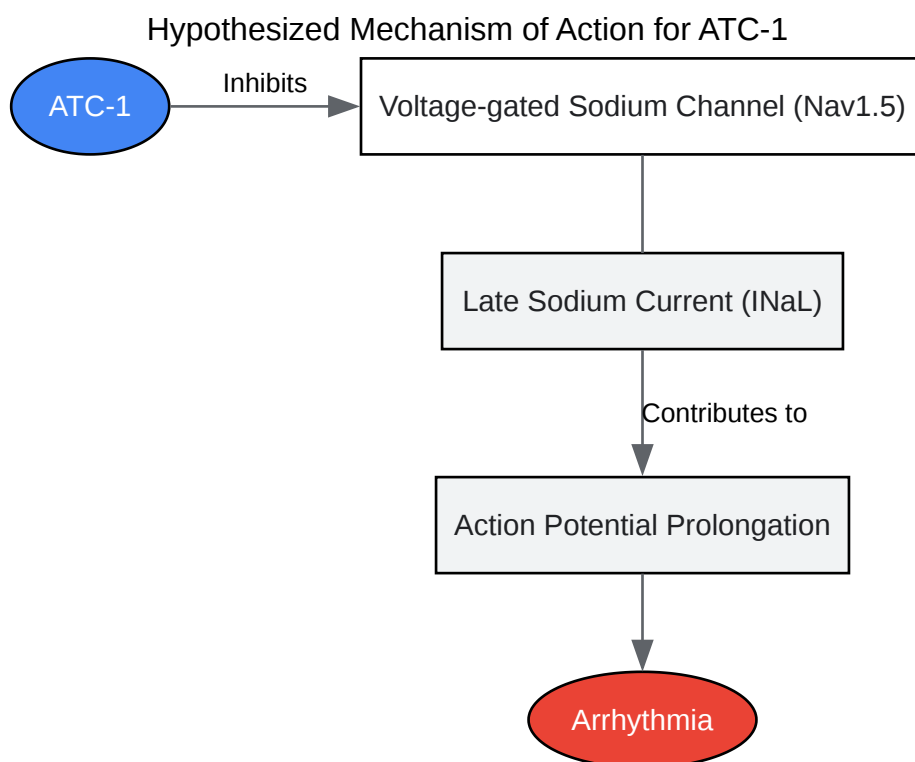 Hypothesized Mechanism of Action for ATC-1
ATC-1
Inhibits
Voltage-gated Sodium Channel (Nav1.5)
Late Sodium Current (INaL)
Contributes to
Action Potential Prolongation
Arrhythmia